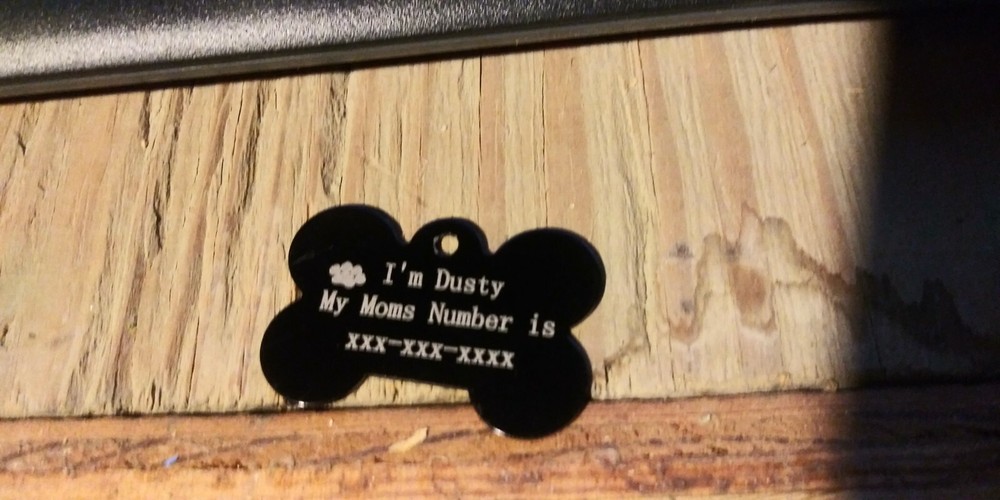 I'm Dusty
My Moms Number is
xxx-xxx-xxxx